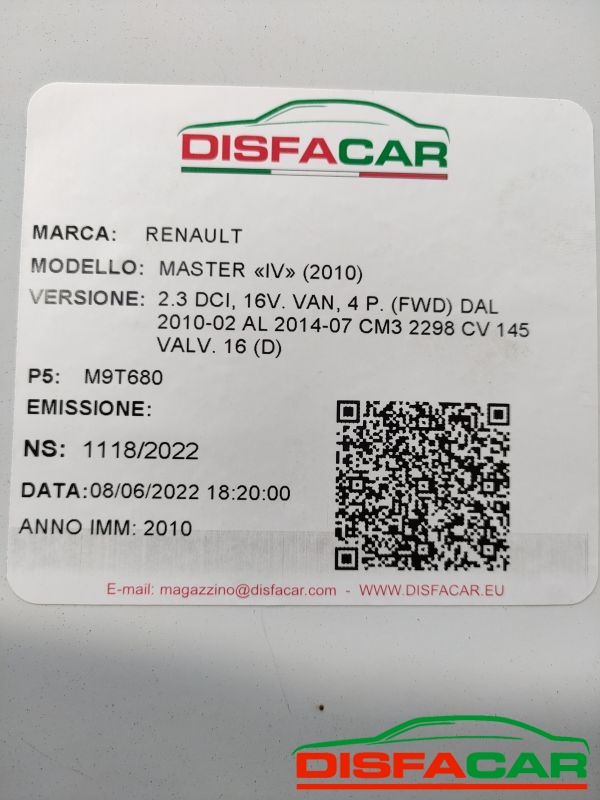 DISFACAR
MARCA: RENAULT
MODELLO: MASTER «IV» (2010)
VERSIONE: 2.3 DCI, 16V. VAN, 4 P. (FWD) DAL
2010-02 AL 2014-07 CM3 2298 CV 145
VALV. 16 (D)
P5: M9T680
EMISSIONE:
NS: 1118/2022
DATA:08/06/2022 18:20:00
ANNO IMM: 2010
E-mail: magazzino@disfacar.com - WWW.DISFACAR.EU
DISFACAR